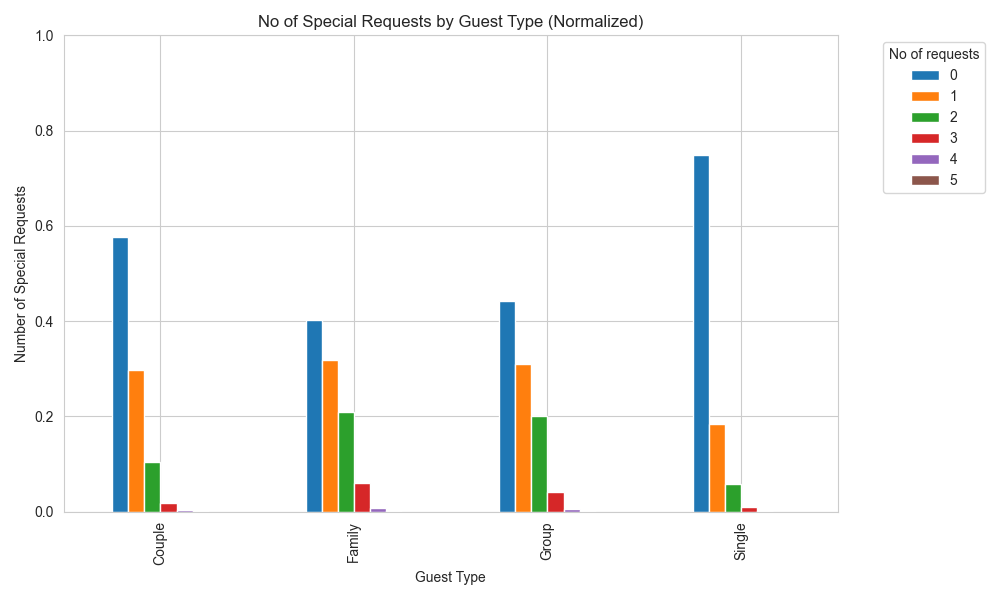 No of Special Requests by Guest Type (Normalized)
Number of Special Requests
1.0
0.8
0.6
0.4
0.2
0.0
Couple
Family
Group
Single
Guest Type
No of requests
0
1
2
3
4
5